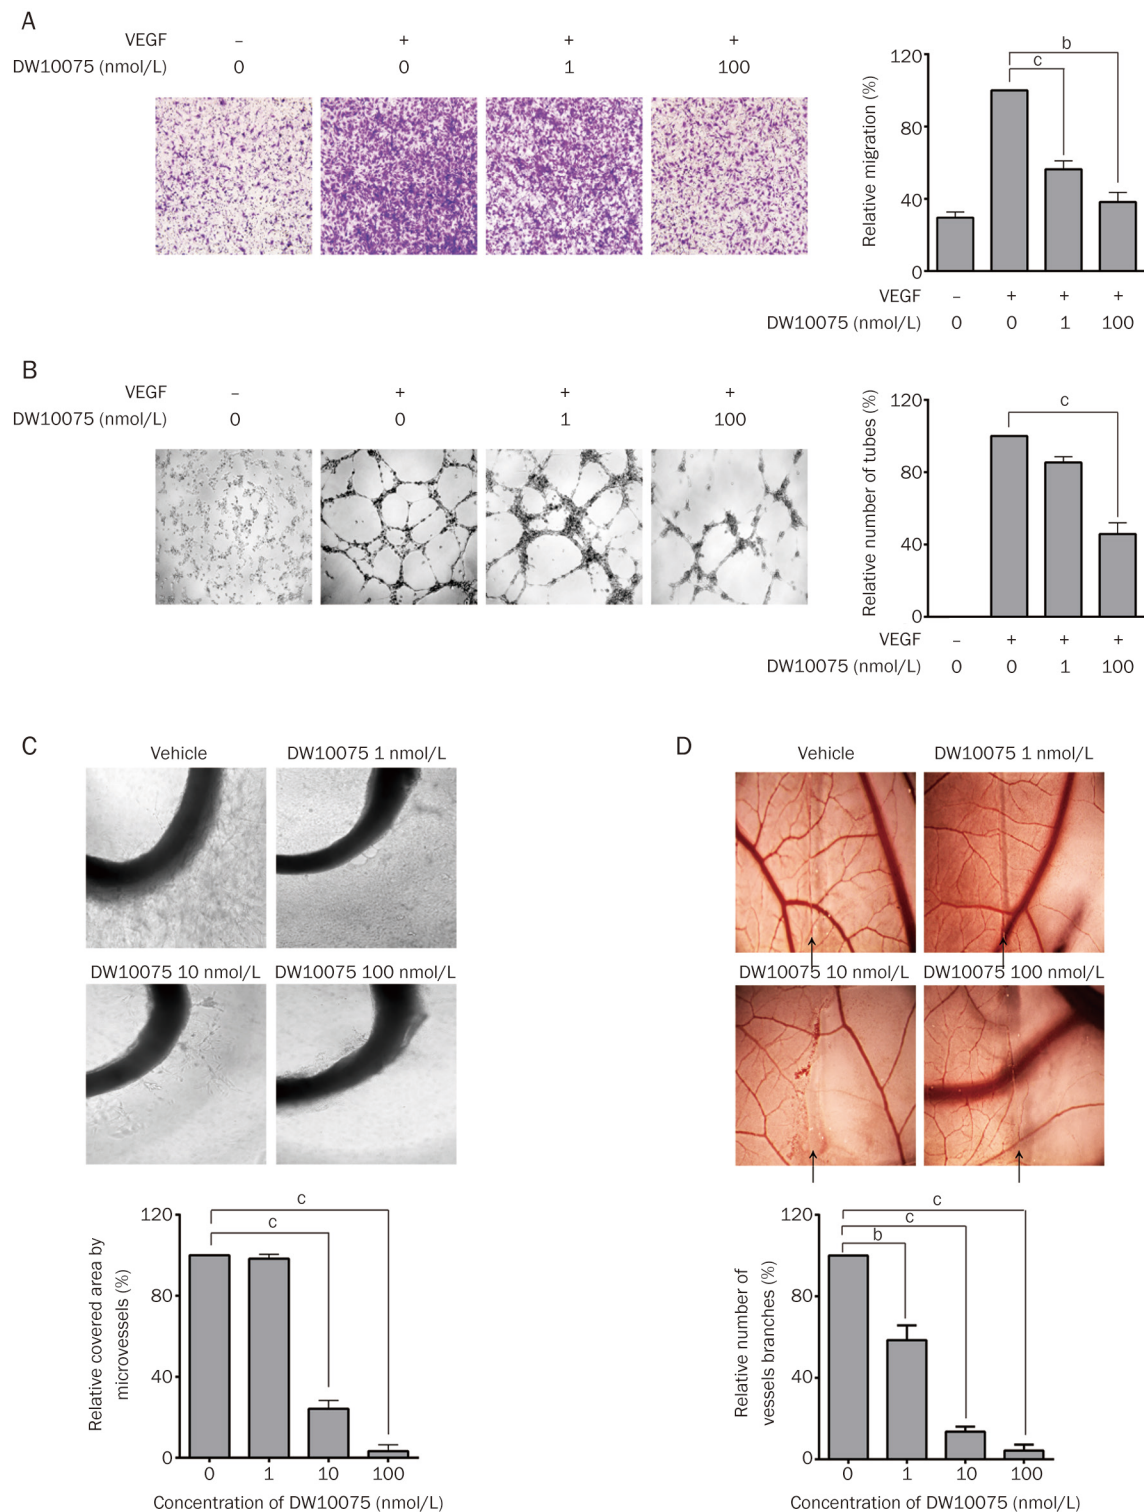 A
VEGF – + + +
DW10075 (nmol/L) 0 0 1 100
Relative migration (%)
120
80
40
0
b
c
VEGF – + + +
DW10075 (nmol/L) 0 0 1 100
B
VEGF – + + +
DW10075 (nmol/L) 0 0 1 100
Relative number of tubes (%)
120
80
40
0
c
VEGF – + + +
DW10075 (nmol/L) 0 0 1 100
C
Vehicle DW10075 1 nmol/L
DW10075 10 nmol/L DW10075 100 nmol/L
Relative covered area by
microvessels (%)
120
80
40
0
c
c
0 1 10 100
Concentration of DW10075 (nmol/L)
D
Vehicle DW10075 1 nmol/L
DW10075 10 nmol/L DW10075 100 nmol/L
Relative number of
vessels branches (%)
120
80
40
0
c
c
b
0 1 10 100
Concentration of DW10075 (nmol/L)